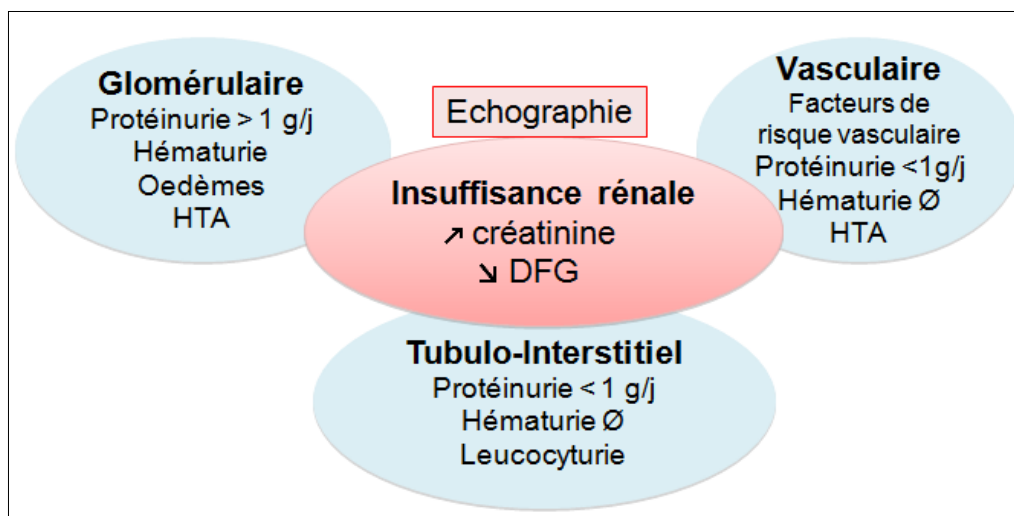 Glomérulaire
Protéinurie > 1 g/j
Hématurie
Oedèmes
HTA
Echographie
Insuffisance rénale
↗ créatinine
↘ DFG
Vasculaire
Facteurs de
risque vasculaire
Protéinurie <1g/j
Hématurie Ø
HTA
Tubulo-Interstitiel
Protéinurie < 1 g/j
Hématurie Ø
Leucocyturie